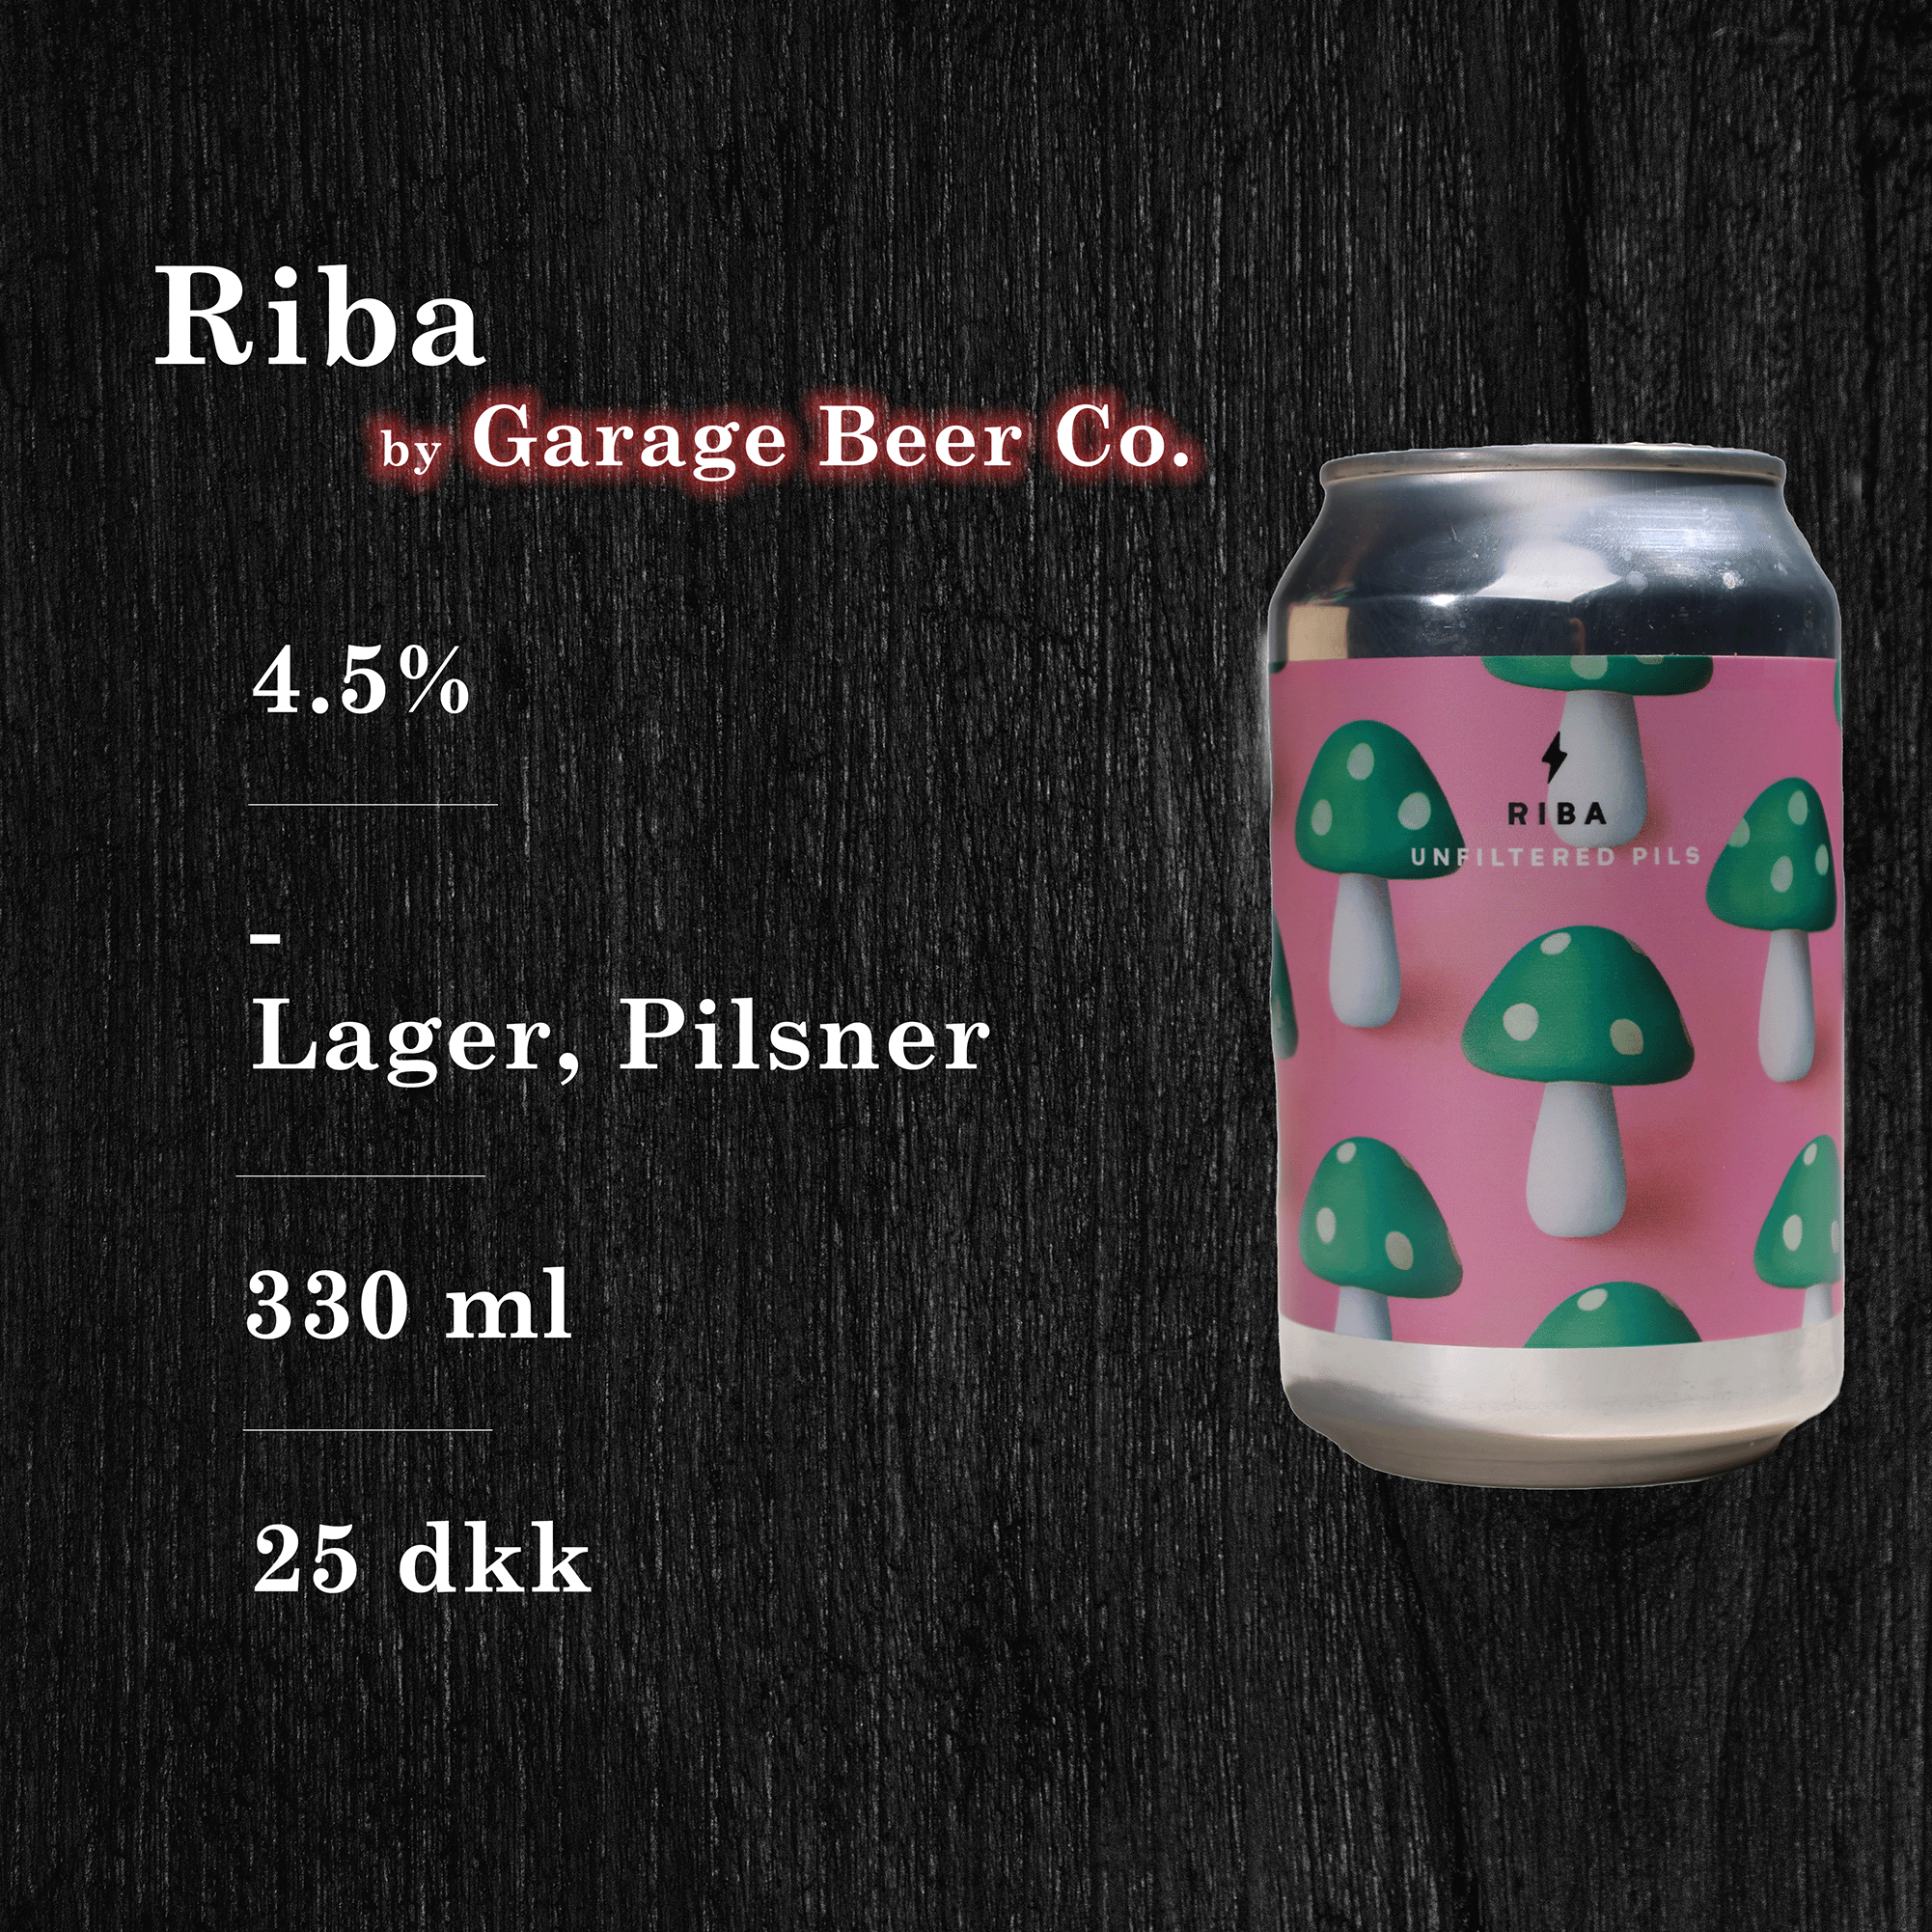 Riba
by Garage Beer Co.
4.5%
-
Lager, Pilsner
330 ml
25 dkk
RIBA
UNFILTERED PILS